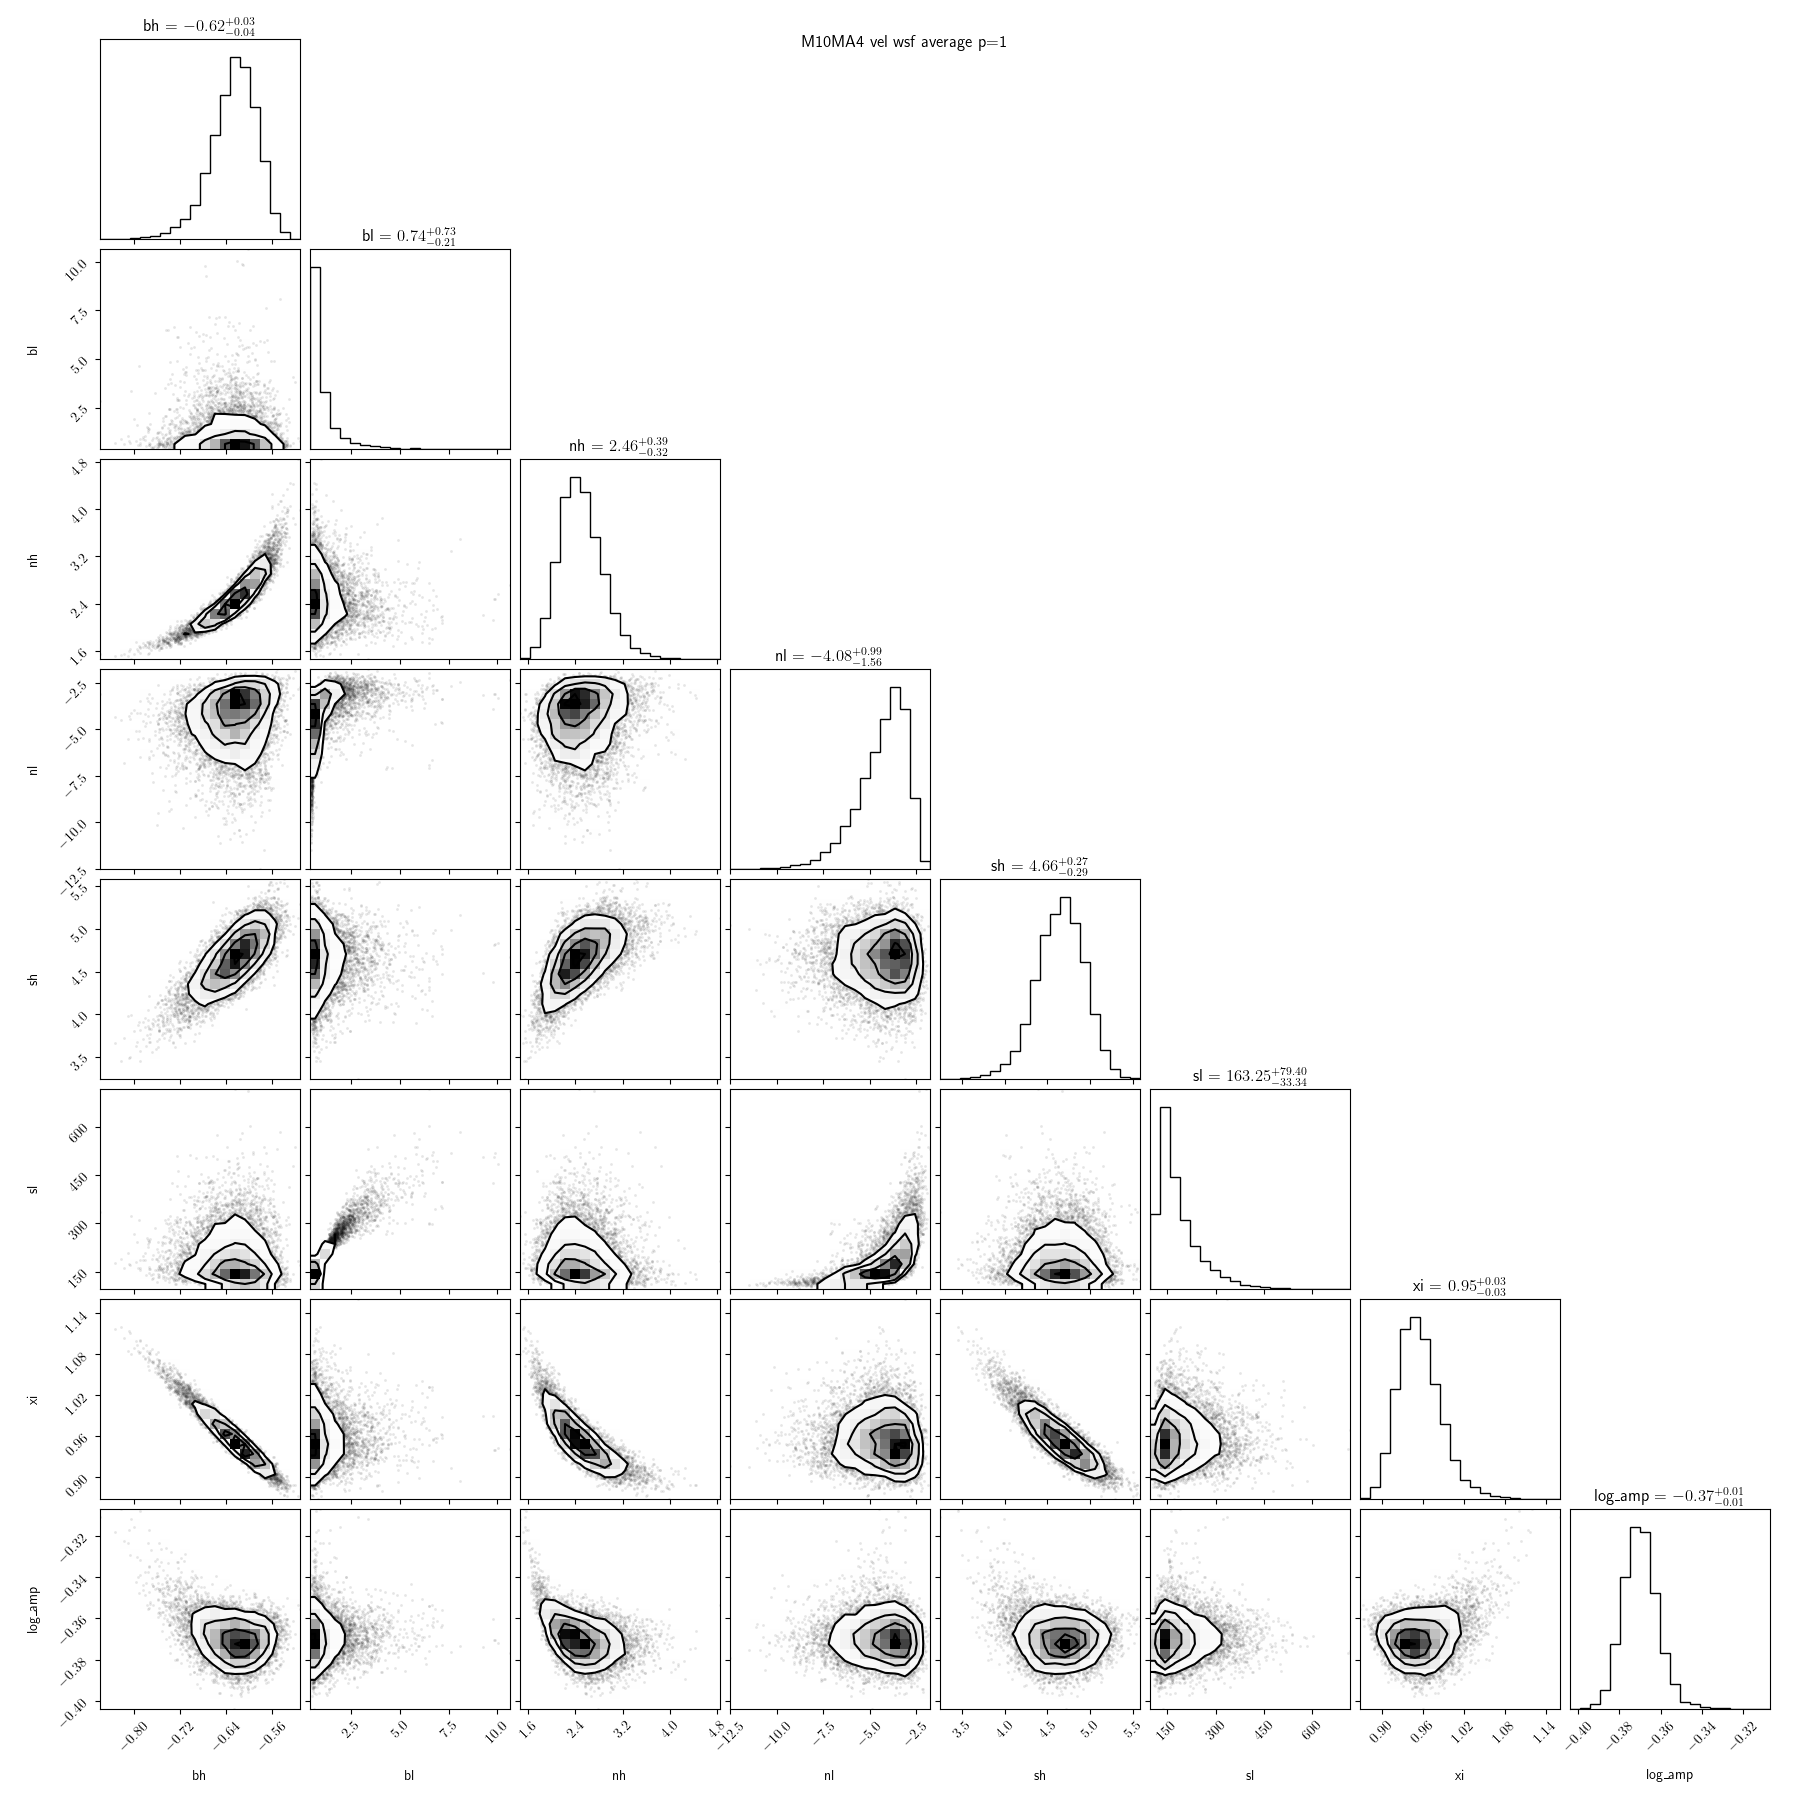 M10MA4 vel wsf average p=1
bh = −0.62 +0.03 −0.04
bl = 0.74 +0.73 −0.21
10.0
7.5
5.0
2.5
bl
nh = 2.46 +0.39 −0.32
4.8
4.0
3.2
2.4
1.6
nh
nl = −4.08 +0.99 −1.56
−2.5
−5.0
−7.5
−10.0
−12.5
nl
sh = 4.66 +0.27 −0.29
5.5
5.0
4.5
4.0
3.5
sh
sl = 163.25 +79.40 −33.34
600
450
300
150
sl
xi = 0.95 +0.03 −0.03
1.14
1.08
1.02
0.96
0.90
xi
log_amp = −0.37 +0.01 −0.01
−0.32
−0.34
−0.36
−0.38
−0.40
log_amp
−0.80 −0.72 −0.64 −0.56
2.5 5.0 7.5 10.0
1.6 2.4 3.2 4.0 4.8
−12.5 −10.0 −7.5 −5.0 −2.5
3.5 4.0 4.5 5.0 5.5
150 300 450 600
0.90 0.96 1.02 1.08 1.14
−0.40 −0.38 −0.36 −0.34 −0.32
bh bl nh nl sh sl xi log_amp